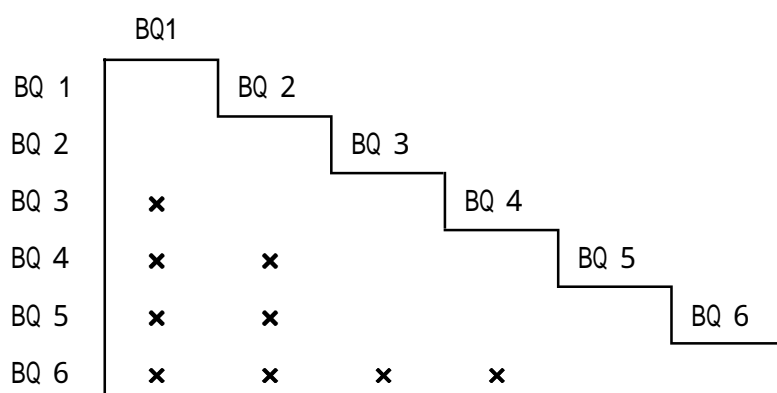 BQ1
BQ 1 BQ 2
BQ 2 BQ 3
BQ 3 × BQ 4
BQ 4 × × BQ 5
BQ 5 × × BQ 6
BQ 6 × × × ×